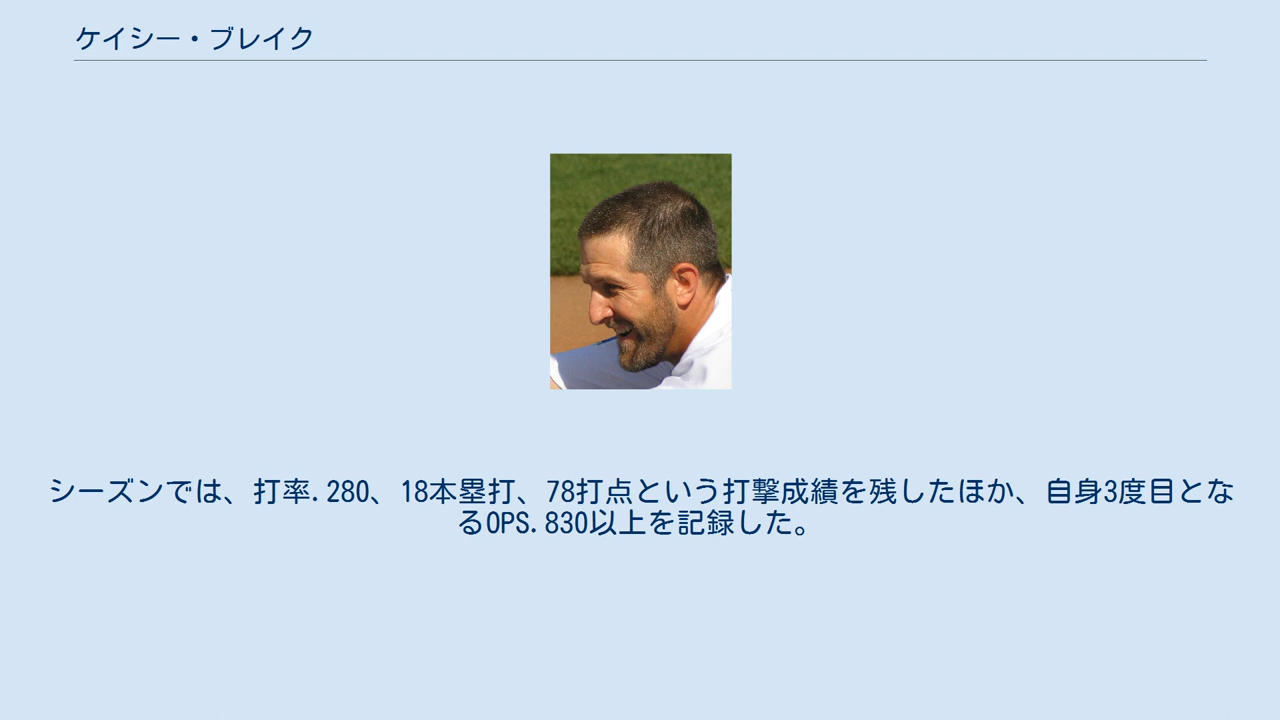 ケイシー・ブレイク
シーズンでは、打率.280、18本塁打、78打点という打撃成績を残したほか、自身3度目とな
るOPS.830以上を記録した。